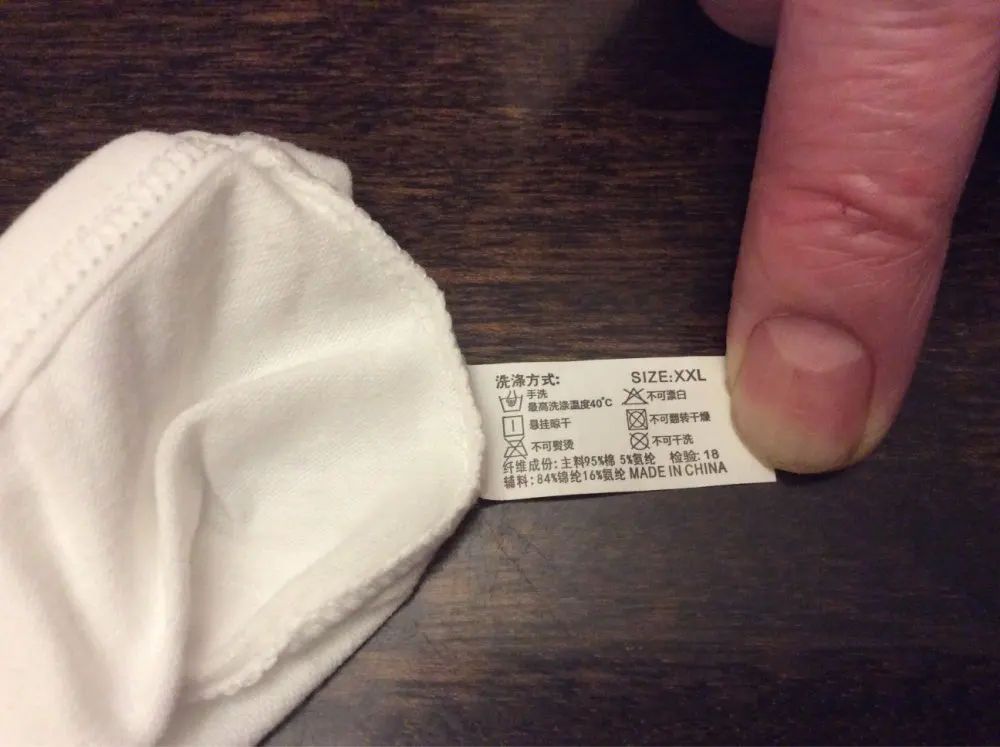 洗涤方式: SIZE:XXL
手洗
最高洗涤温度40°C 不可漂白
悬挂晾干 不可翻转干燥
不可熨烫 不可干洗
纤维成份: 主料95%棉 5%氨纶 检验: 18
辅料: 84%锦纶16%氨纶 MADE IN CHINA